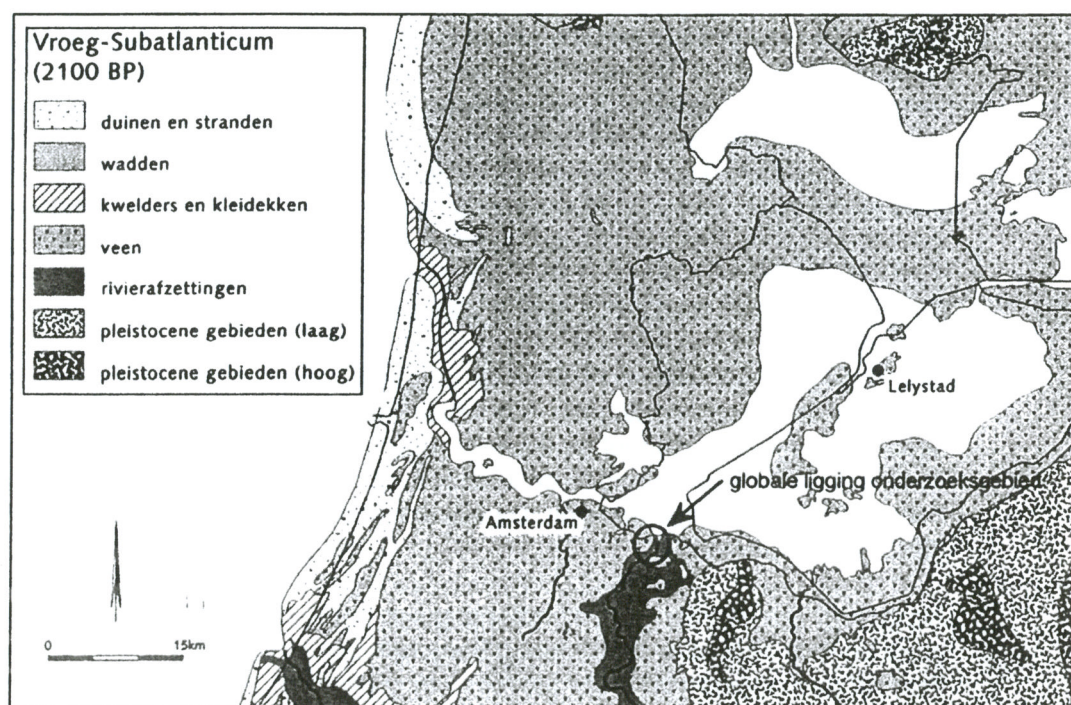 Vroeg-Subatlanticum
(2100 BP)
duinen en stranden
wadden
kwelders en kleidekken
veen
rivierafzettingen
pleistocene gebieden (laag)
pleistocene gebieden (hoog)
Lelystad
globale ligging onderzoeksgebied
Amsterdam
0 15km